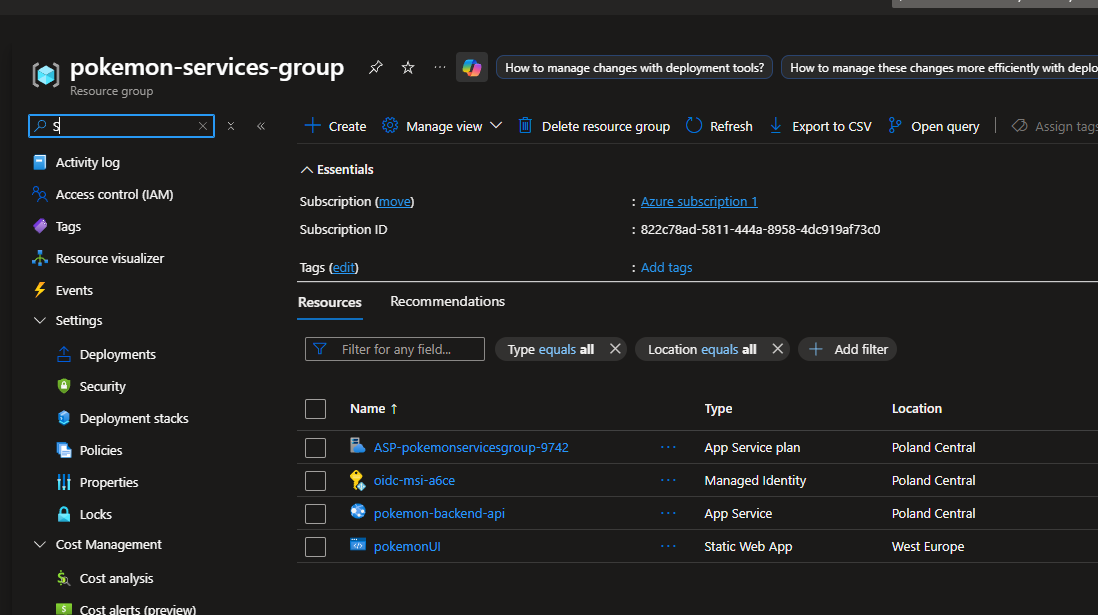 pokemon-services-group
Resource group
How to manage changes with deployment tools?
How to manage these changes more efficiently with deplo
S
Create Manage view Delete resource group Refresh Export to CSV Open query Assign tags
Activity log
Access control (IAM)
Tags
Resource visualizer
Events
Settings
Deployments
Security
Deployment stacks
Policies
Properties
Locks
Cost Management
Cost analysis
Cost alerts (preview)
Essentials
Subscription (move) : Azure subscription 1
Subscription ID : 822c78ad-5811-444a-8958-4dc919af73c0
Tags (edit) : Add tags
Resources Recommendations
Filter for any field... Type equals all Location equals all Add filter
Name ↑ Type Location
ASP-pokemonservicesgroup-9742 ... App Service plan Poland Central
oidc-msi-a6ce ... Managed Identity Poland Central
pokemon-backend-api ... App Service Poland Central
pokemonUI ... Static Web App West Europe